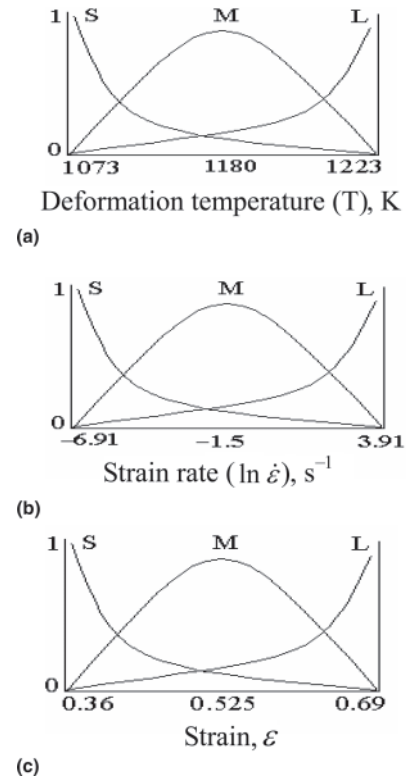 1 S M L
0
1073 1180 1223
Deformation temperature (T), K
(a)
1 S M L
0
−6.91 −1.5 3.91
Strain rate (ln ε̇), s⁻¹
(b)
1 S M L
0
0.36 0.525 0.69
Strain, ε
(c)